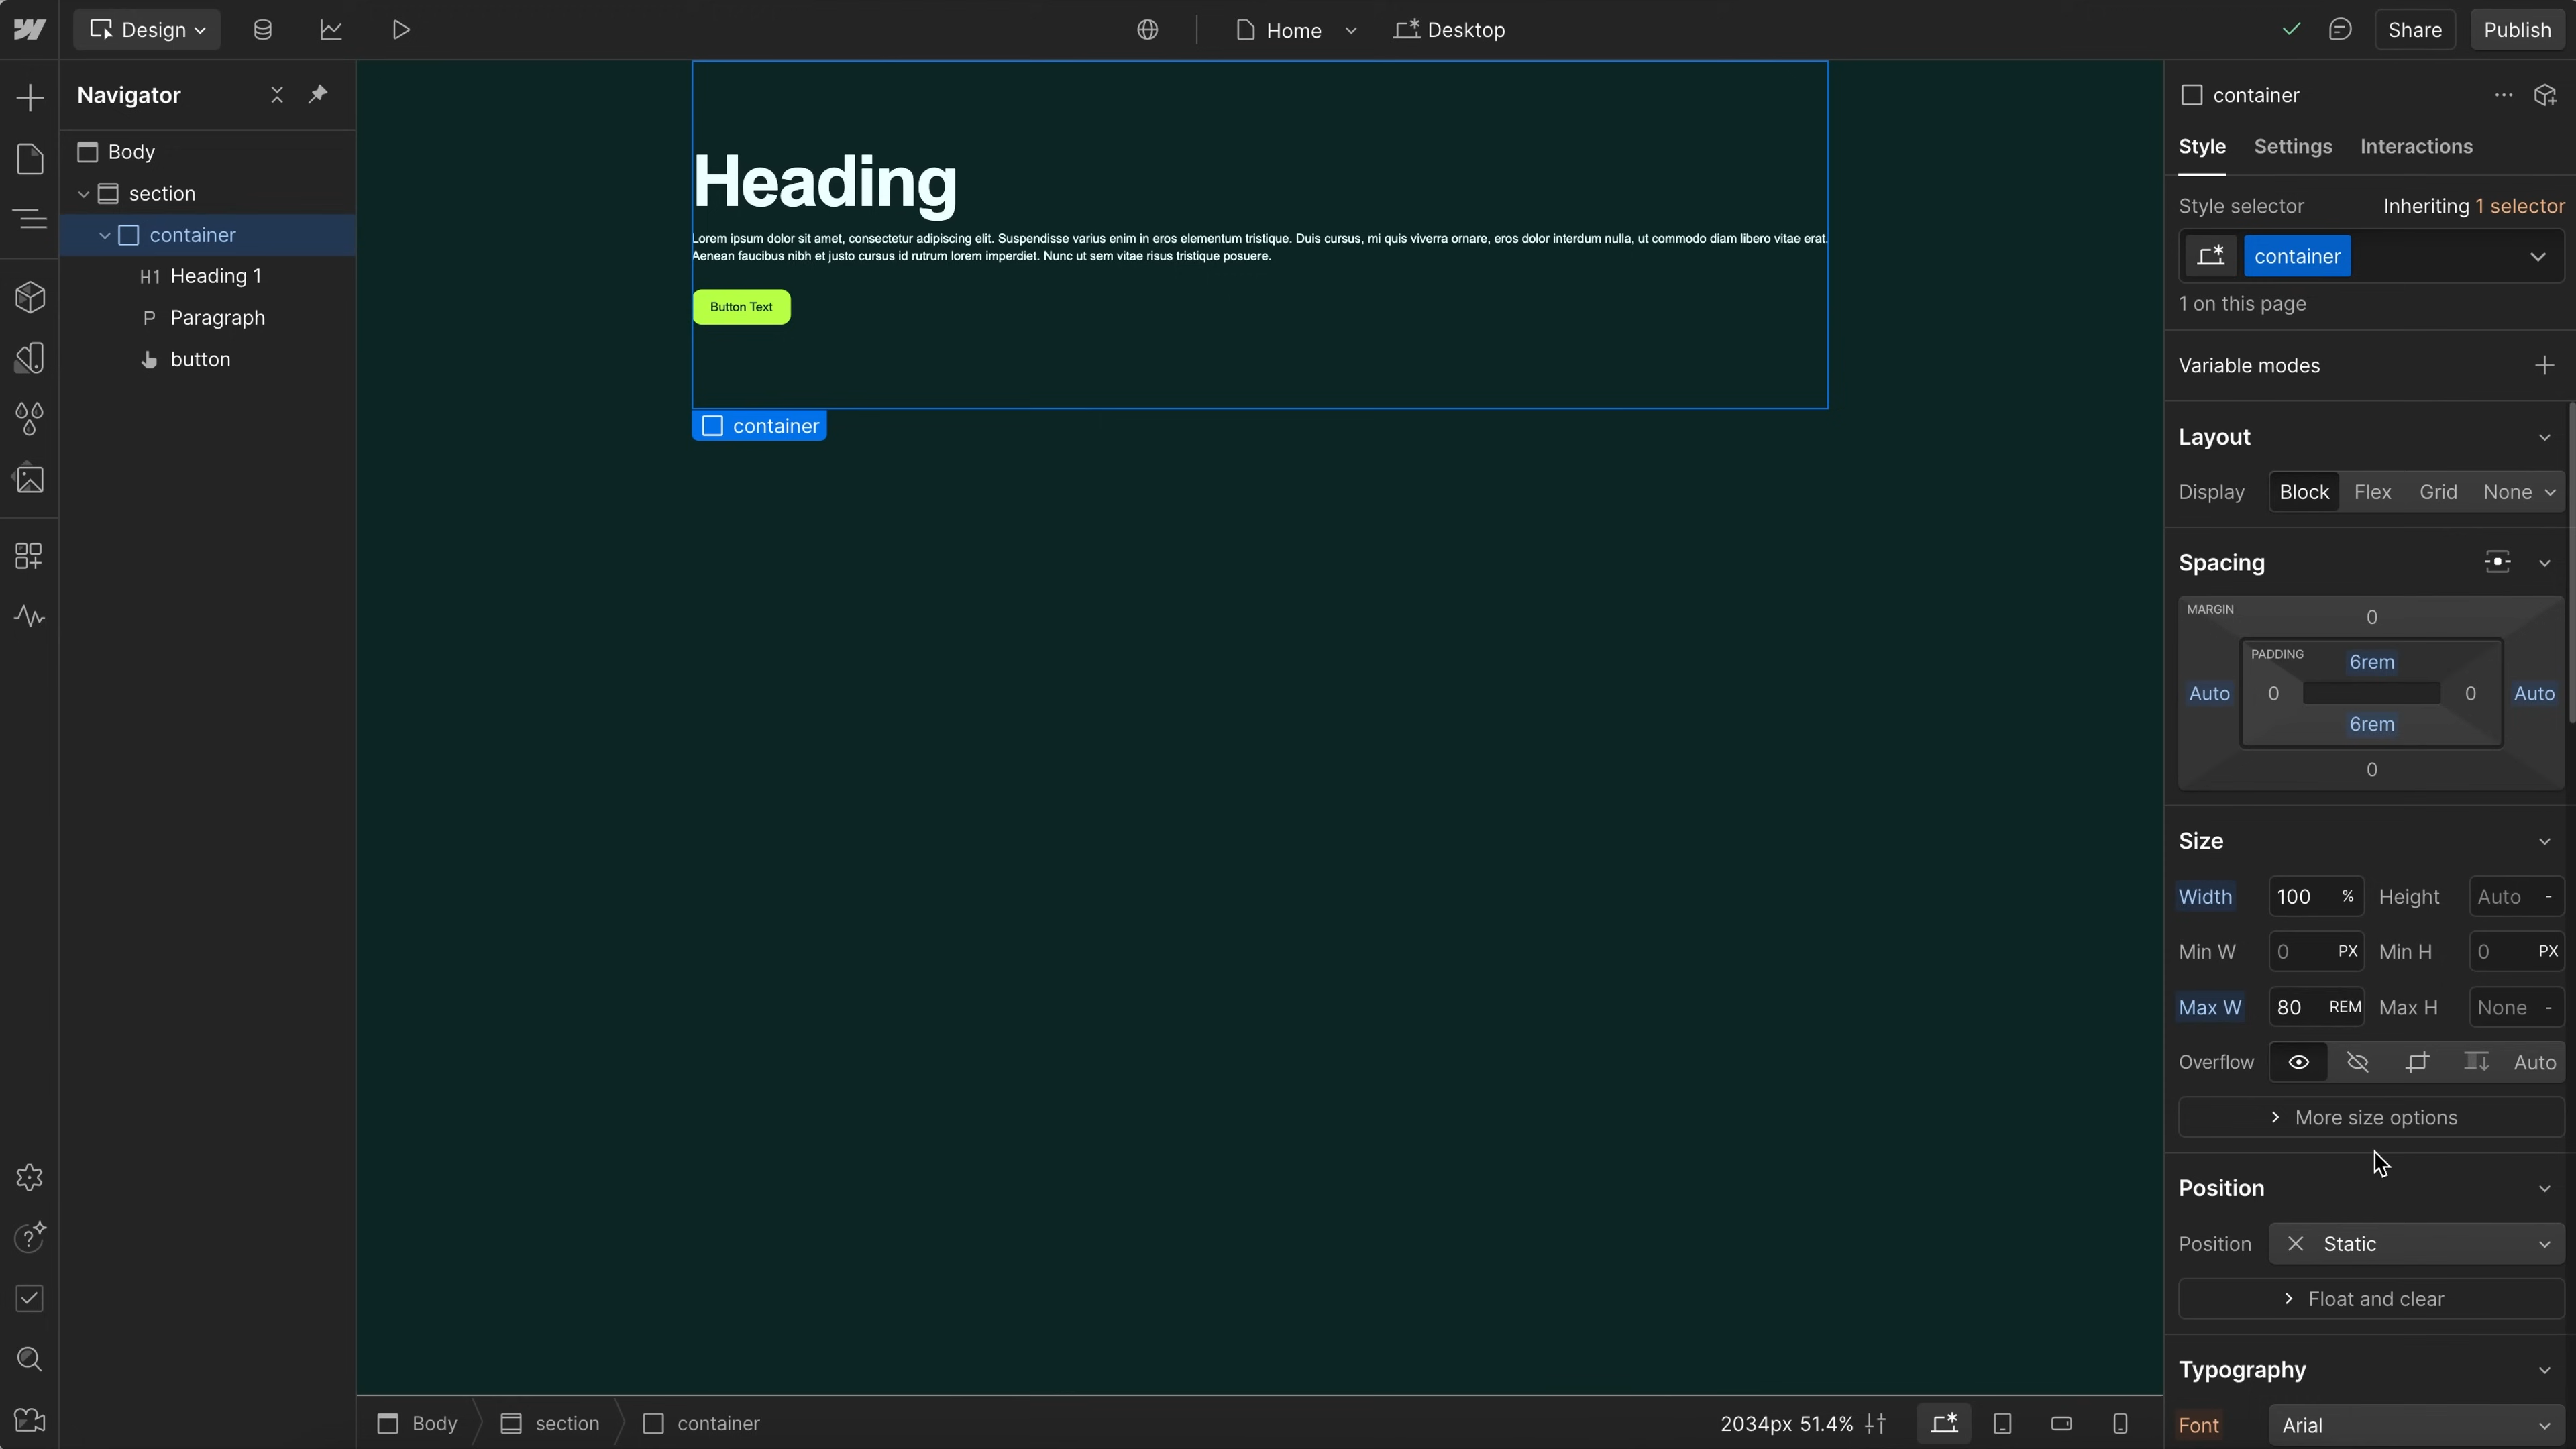 Design
Home
Desktop
Share
Publish
Navigator
Body
section
container
H1 Heading 1
P Paragraph
button
Heading
Lorem ipsum dolor sit amet, consectetur adipiscing elit. Suspendisse varius enim in eros elementum tristique. Duis cursus, mi quis viverra ornare, eros dolor interdum nulla, ut commodo diam libero vitae erat.
Aenean faucibus nibh et justo cursus id rutrum lorem imperdiet. Nunc ut sem vitae risus tristique posuere.
Button Text
container
container
Style Settings Interactions
Style selector Inheriting 1 selector
container
1 on this page
Variable modes
Layout
Display Block Flex Grid None
Spacing
MARGIN
0
PADDING
6rem
Auto 0 0 Auto
6rem
0
Size
Width 100 % Height Auto -
Min W 0 PX Min H 0 PX
Max W 80 REM Max H None -
Overflow Auto
More size options
Position
Position Static
Float and clear
Typography
Font Arial
Body section container
2034px 51.4%